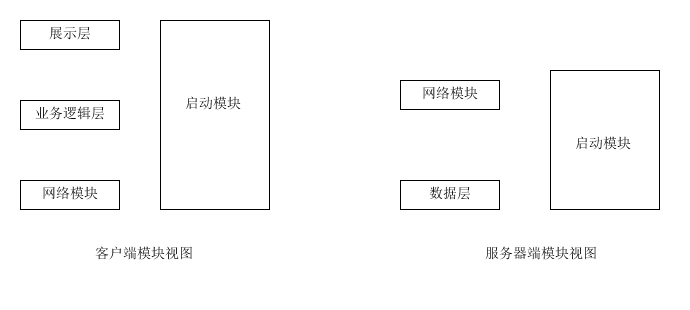 展示层
启动模块
业务逻辑层
网络模块
客户端模块视图
网络模块
启动模块
数据层
服务器端模块视图